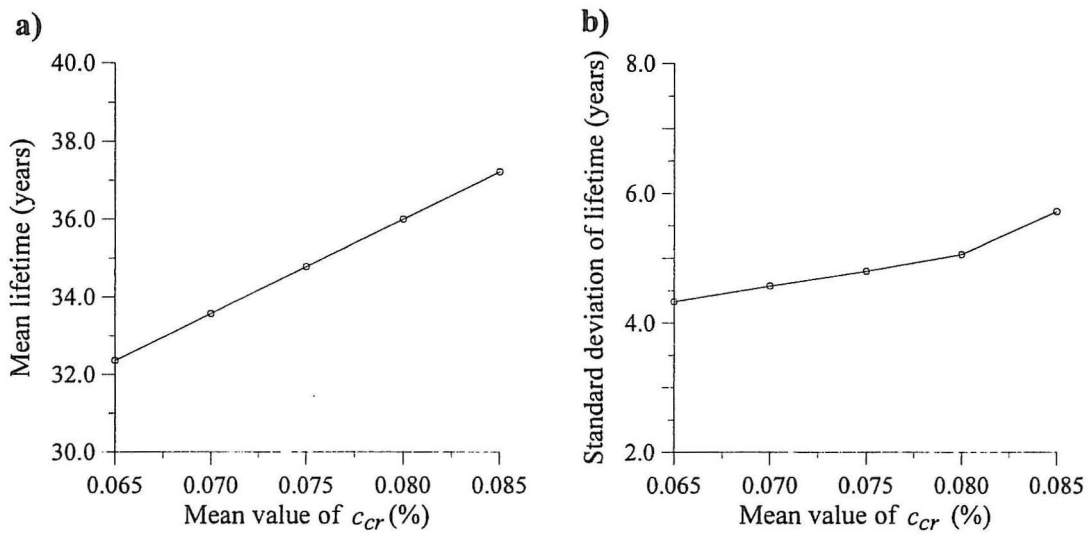 a)
Mean lifetime (years)
40.0
38.0
36.0
34.0
32.0
30.0
0.065 0.070 0.075 0.080 0.085
Mean value of c_cr (%)
b)
Standard deviation of lifetime (years)
8.0
6.0
4.0
2.0
0.065 0.070 0.075 0.080 0.085
Mean value of c_cr (%)